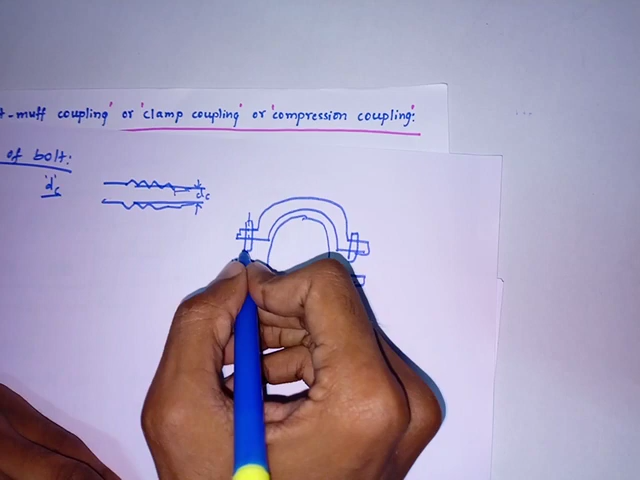 -muff coupling' or 'clamp coupling' or 'compression coupling':
of bolt:
'dc'
dc